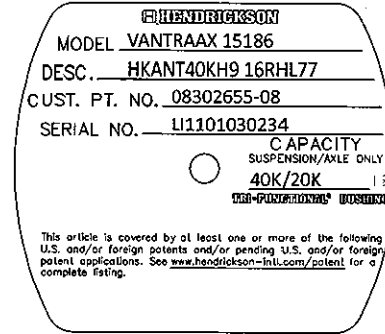 HENDRICKSON
MODEL VANTRAAX 15186
DESC. HKANT40KH9 16RHL77
CUST. PT. NO. 08302655-08
SERIAL NO. LI1101030234
CAPACITY
SUSPENSION/AXLE ONLY
40K/20K
TRI-FUNCTIONAL® BUSHING
This article is covered by at least one or more of the following
U.S. and/or foreign patents and/or pending U.S. and/or foreign
patent applications. See www.hendrickson-intl.com/patent for a
complete listing.